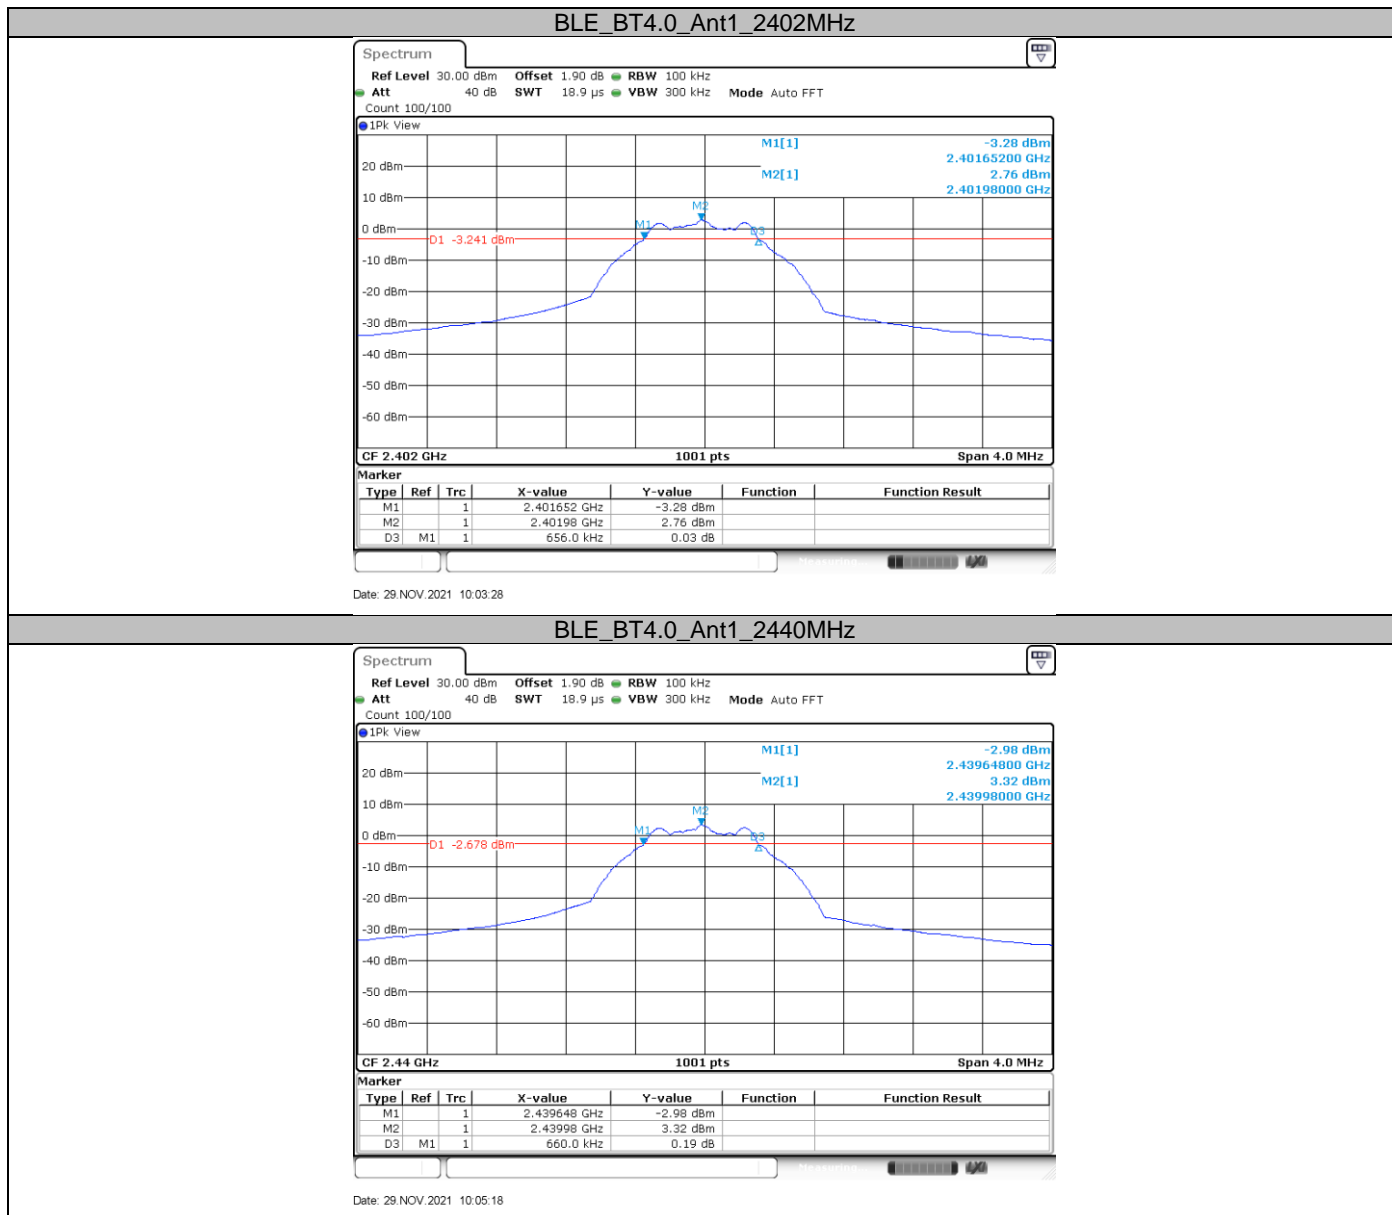 BLE_BT4.0_Ant1_2402MHz
Spectrum
Ref Level 30.00 dBm Offset 1.90 dB RBW 100 kHz
Att 40 dB SWT 18.9 µs VBW 300 kHz Mode Auto FFT
Count 100/100
1Pk View
M1[1] -3.28 dBm
2.40165200 GHz
20 dBm
M2[1] 2.76 dBm
2.40198000 GHz
10 dBm
M2
M1
0 dBm
D3
D1 -3.241 dBm
-10 dBm
-20 dBm
-30 dBm
-40 dBm
-50 dBm
-60 dBm
CF 2.402 GHz 1001 pts Span 4.0 MHz
Marker
Type Ref Trc X-value Y-value Function Function Result
M1 1 2.401652 GHz -3.28 dBm
M2 1 2.40198 GHz 2.76 dBm
D3 M1 1 656.0 kHz 0.03 dB
Measuring...
Date: 29.NOV.2021 10:03:28
BLE_BT4.0_Ant1_2440MHz
Spectrum
Ref Level 30.00 dBm Offset 1.90 dB RBW 100 kHz
Att 40 dB SWT 18.9 µs VBW 300 kHz Mode Auto FFT
Count 100/100
1Pk View
M1[1] -2.98 dBm
2.43964800 GHz
20 dBm
M2[1] 3.32 dBm
2.43998000 GHz
10 dBm
M2
M1
0 dBm
D3
D1 -2.678 dBm
-10 dBm
-20 dBm
-30 dBm
-40 dBm
-50 dBm
-60 dBm
CF 2.44 GHz 1001 pts Span 4.0 MHz
Marker
Type Ref Trc X-value Y-value Function Function Result
M1 1 2.439648 GHz -2.98 dBm
M2 1 2.43998 GHz 3.32 dBm
D3 M1 1 660.0 kHz 0.19 dB
Measuring...
Date: 29.NOV.2021 10:05:18